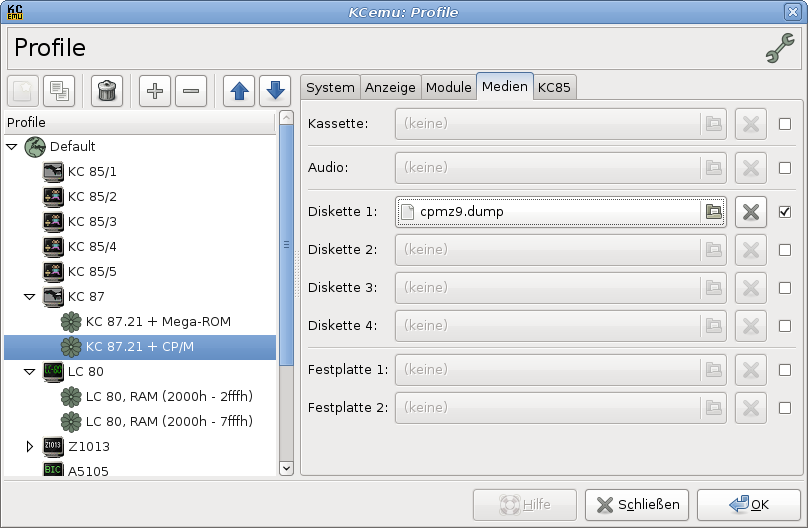 KC emu
KCemu: Profile
Profile
System Anzeige Module Medien KC85
Profile
Default
KC 85/1
KC 85/2
KC 85/3
KC 85/4
KC 85/5
KC 87
KC 87.21 + Mega-ROM
KC 87.21 + CP/M
LC-80 LC 80
LC 80, RAM (2000h - 2fffh)
LC 80, RAM (2000h - 7fffh)
Z1013 Z1013
BIC A5105
Kassette: (keine)
Audio: (keine)
Diskette 1: cpmz9.dump
Diskette 2: (keine)
Diskette 3: (keine)
Diskette 4: (keine)
Festplatte 1: (keine)
Festplatte 2: (keine)
Hilfe Schließen OK